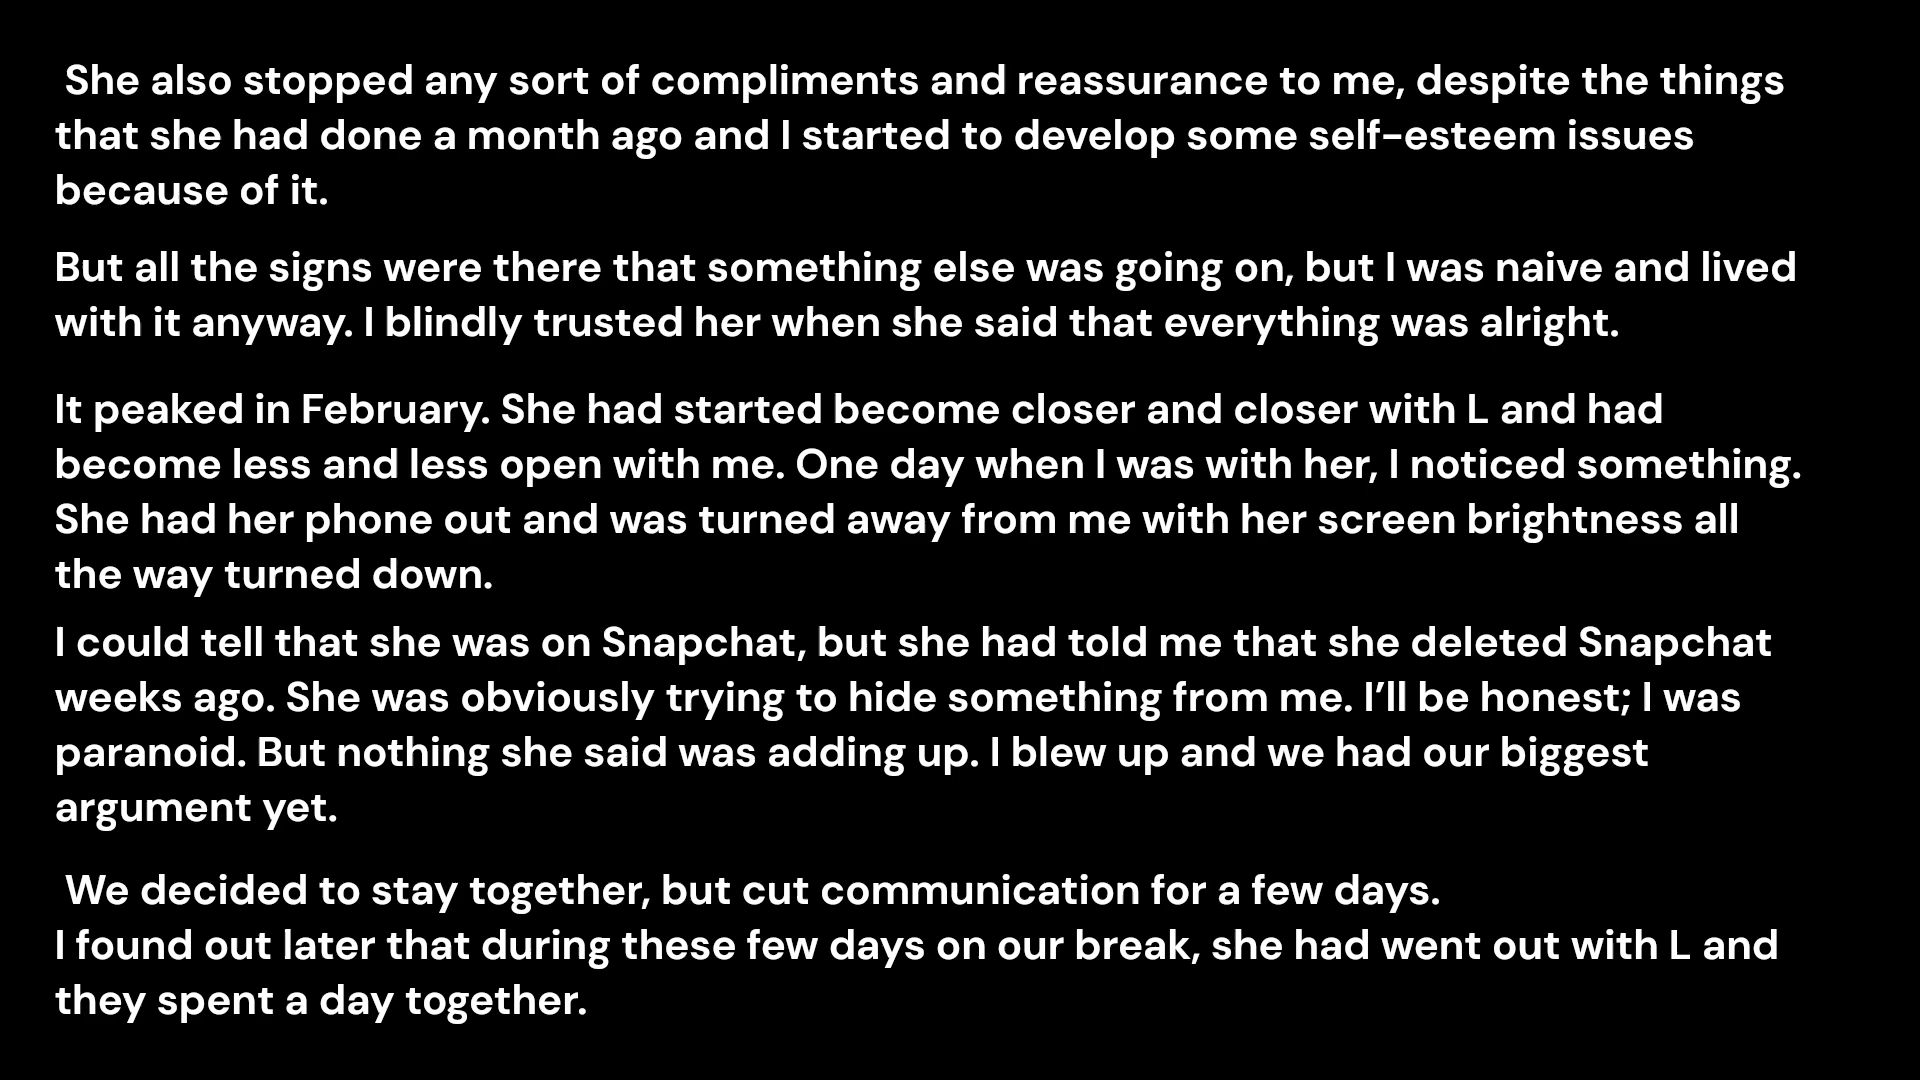 She also stopped any sort of compliments and reassurance to me, despite the things
that she had done a month ago and I started to develop some self-esteem issues
because of it.
But all the signs were there that something else was going on, but I was naive and lived
with it anyway. I blindly trusted her when she said that everything was alright.
It peaked in February. She had started become closer and closer with L and had
become less and less open with me. One day when I was with her, I noticed something.
She had her phone out and was turned away from me with her screen brightness all
the way turned down.
I could tell that she was on Snapchat, but she had told me that she deleted Snapchat
weeks ago. She was obviously trying to hide something from me. I’ll be honest; I was
paranoid. But nothing she said was adding up. I blew up and we had our biggest
argument yet.
We decided to stay together, but cut communication for a few days.
I found out later that during these few days on our break, she had went out with L and
they spent a day together.